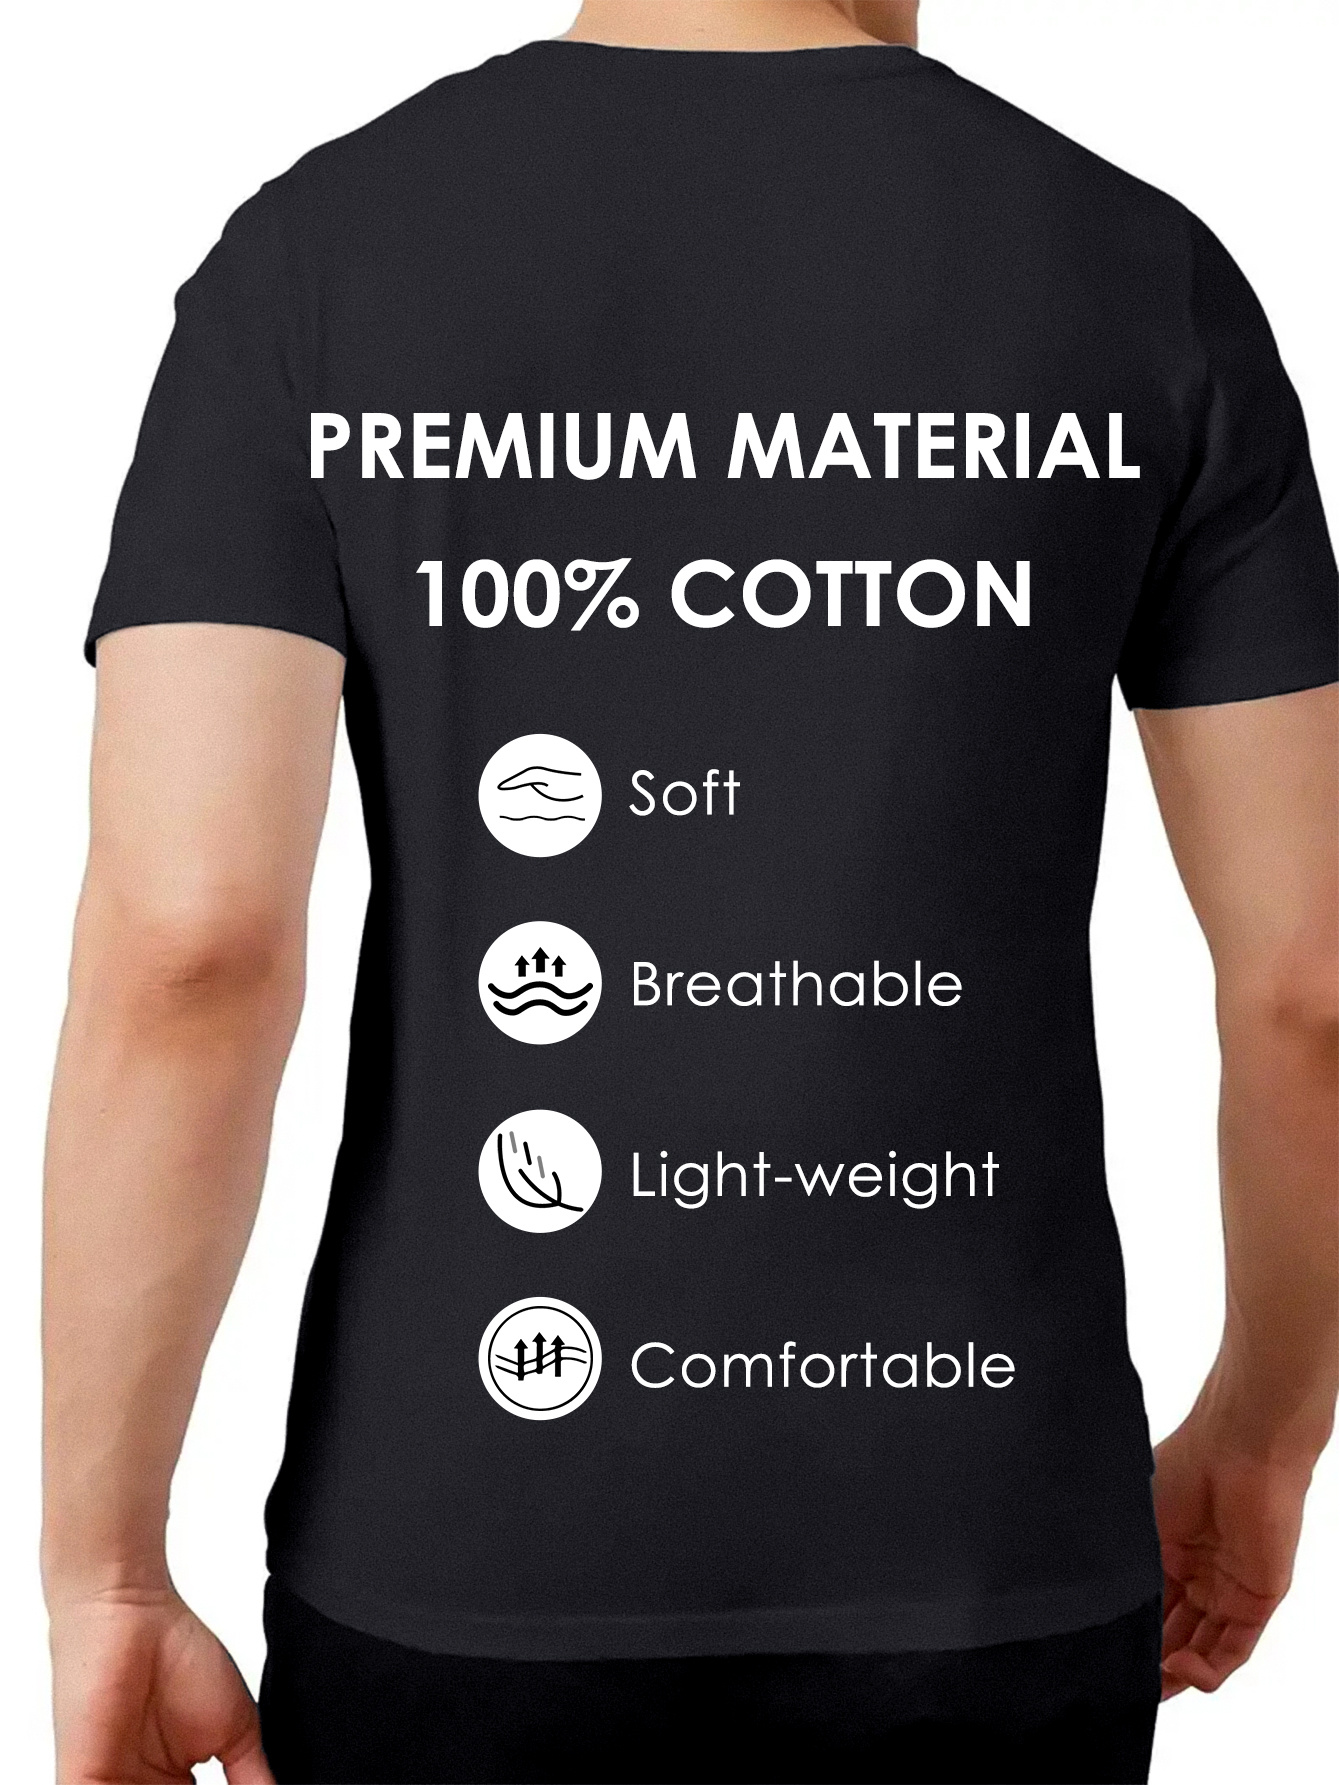 PREMIUM MATERIAL
100% COTTON
Soft
Breathable
Light-weight
Comfortable